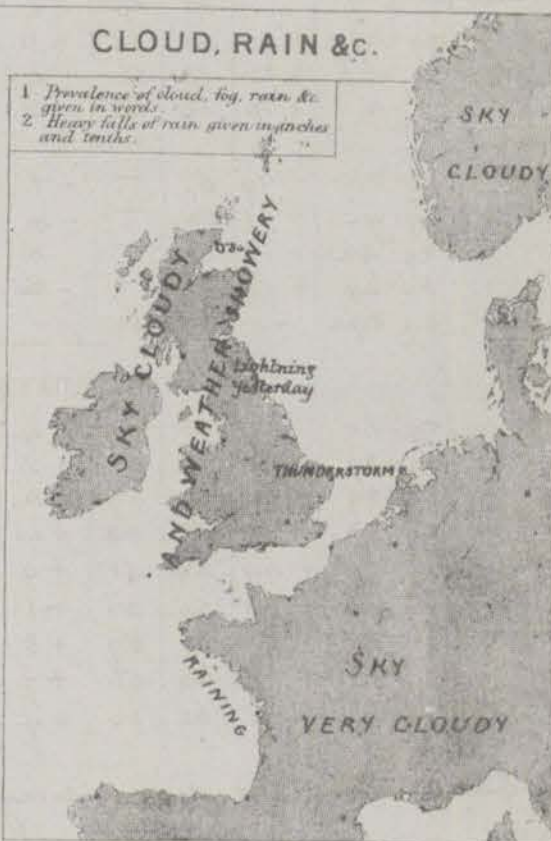 CLOUD, RAIN &C.
1 Prevalence of cloud, fog, rain &c
given in words.
2 Heavy falls of rain given in inches
and tenths.
SKY
CLOUDY
SKY CLOUDY
AND WEATHER SHOWERY
Lightning
yesterday
THUNDERSTORM
RAINING
SKY
VERY CLOUDY